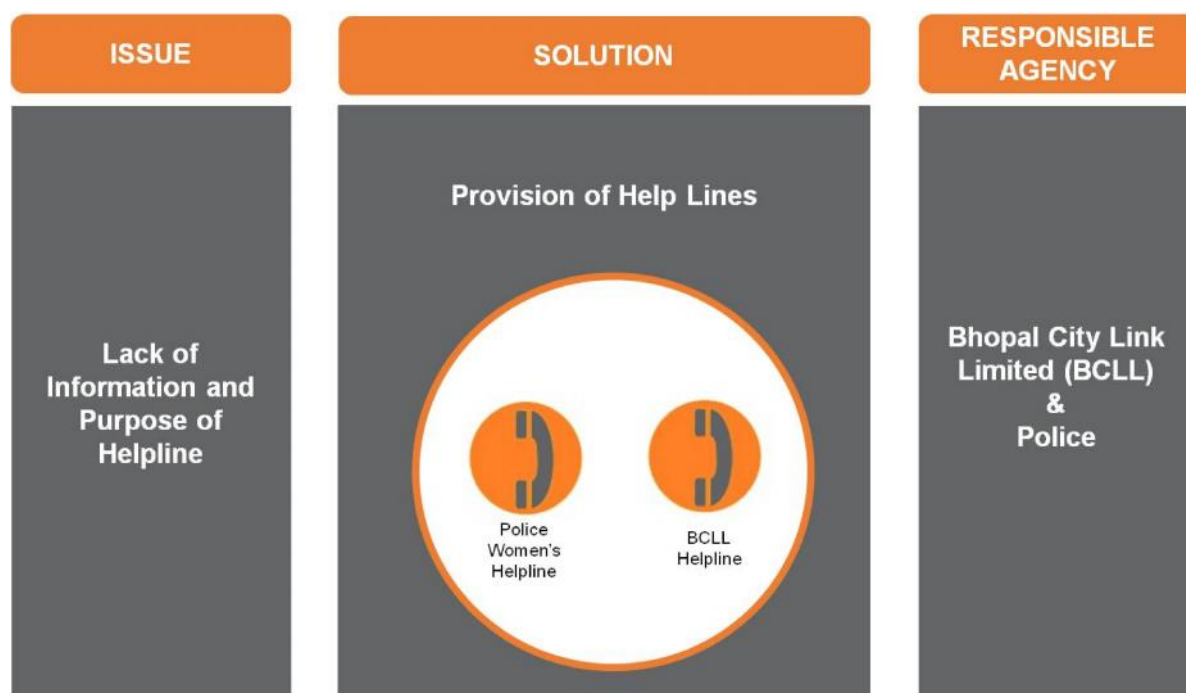 ISSUE
Lack of
Information and
Purpose of
Helpline
SOLUTION
Provision of Help Lines
Police
Women's
Helpline
BCLL
Helpline
RESPONSIBLE
AGENCY
Bhopal City Link
Limited (BCLL)
&
Police